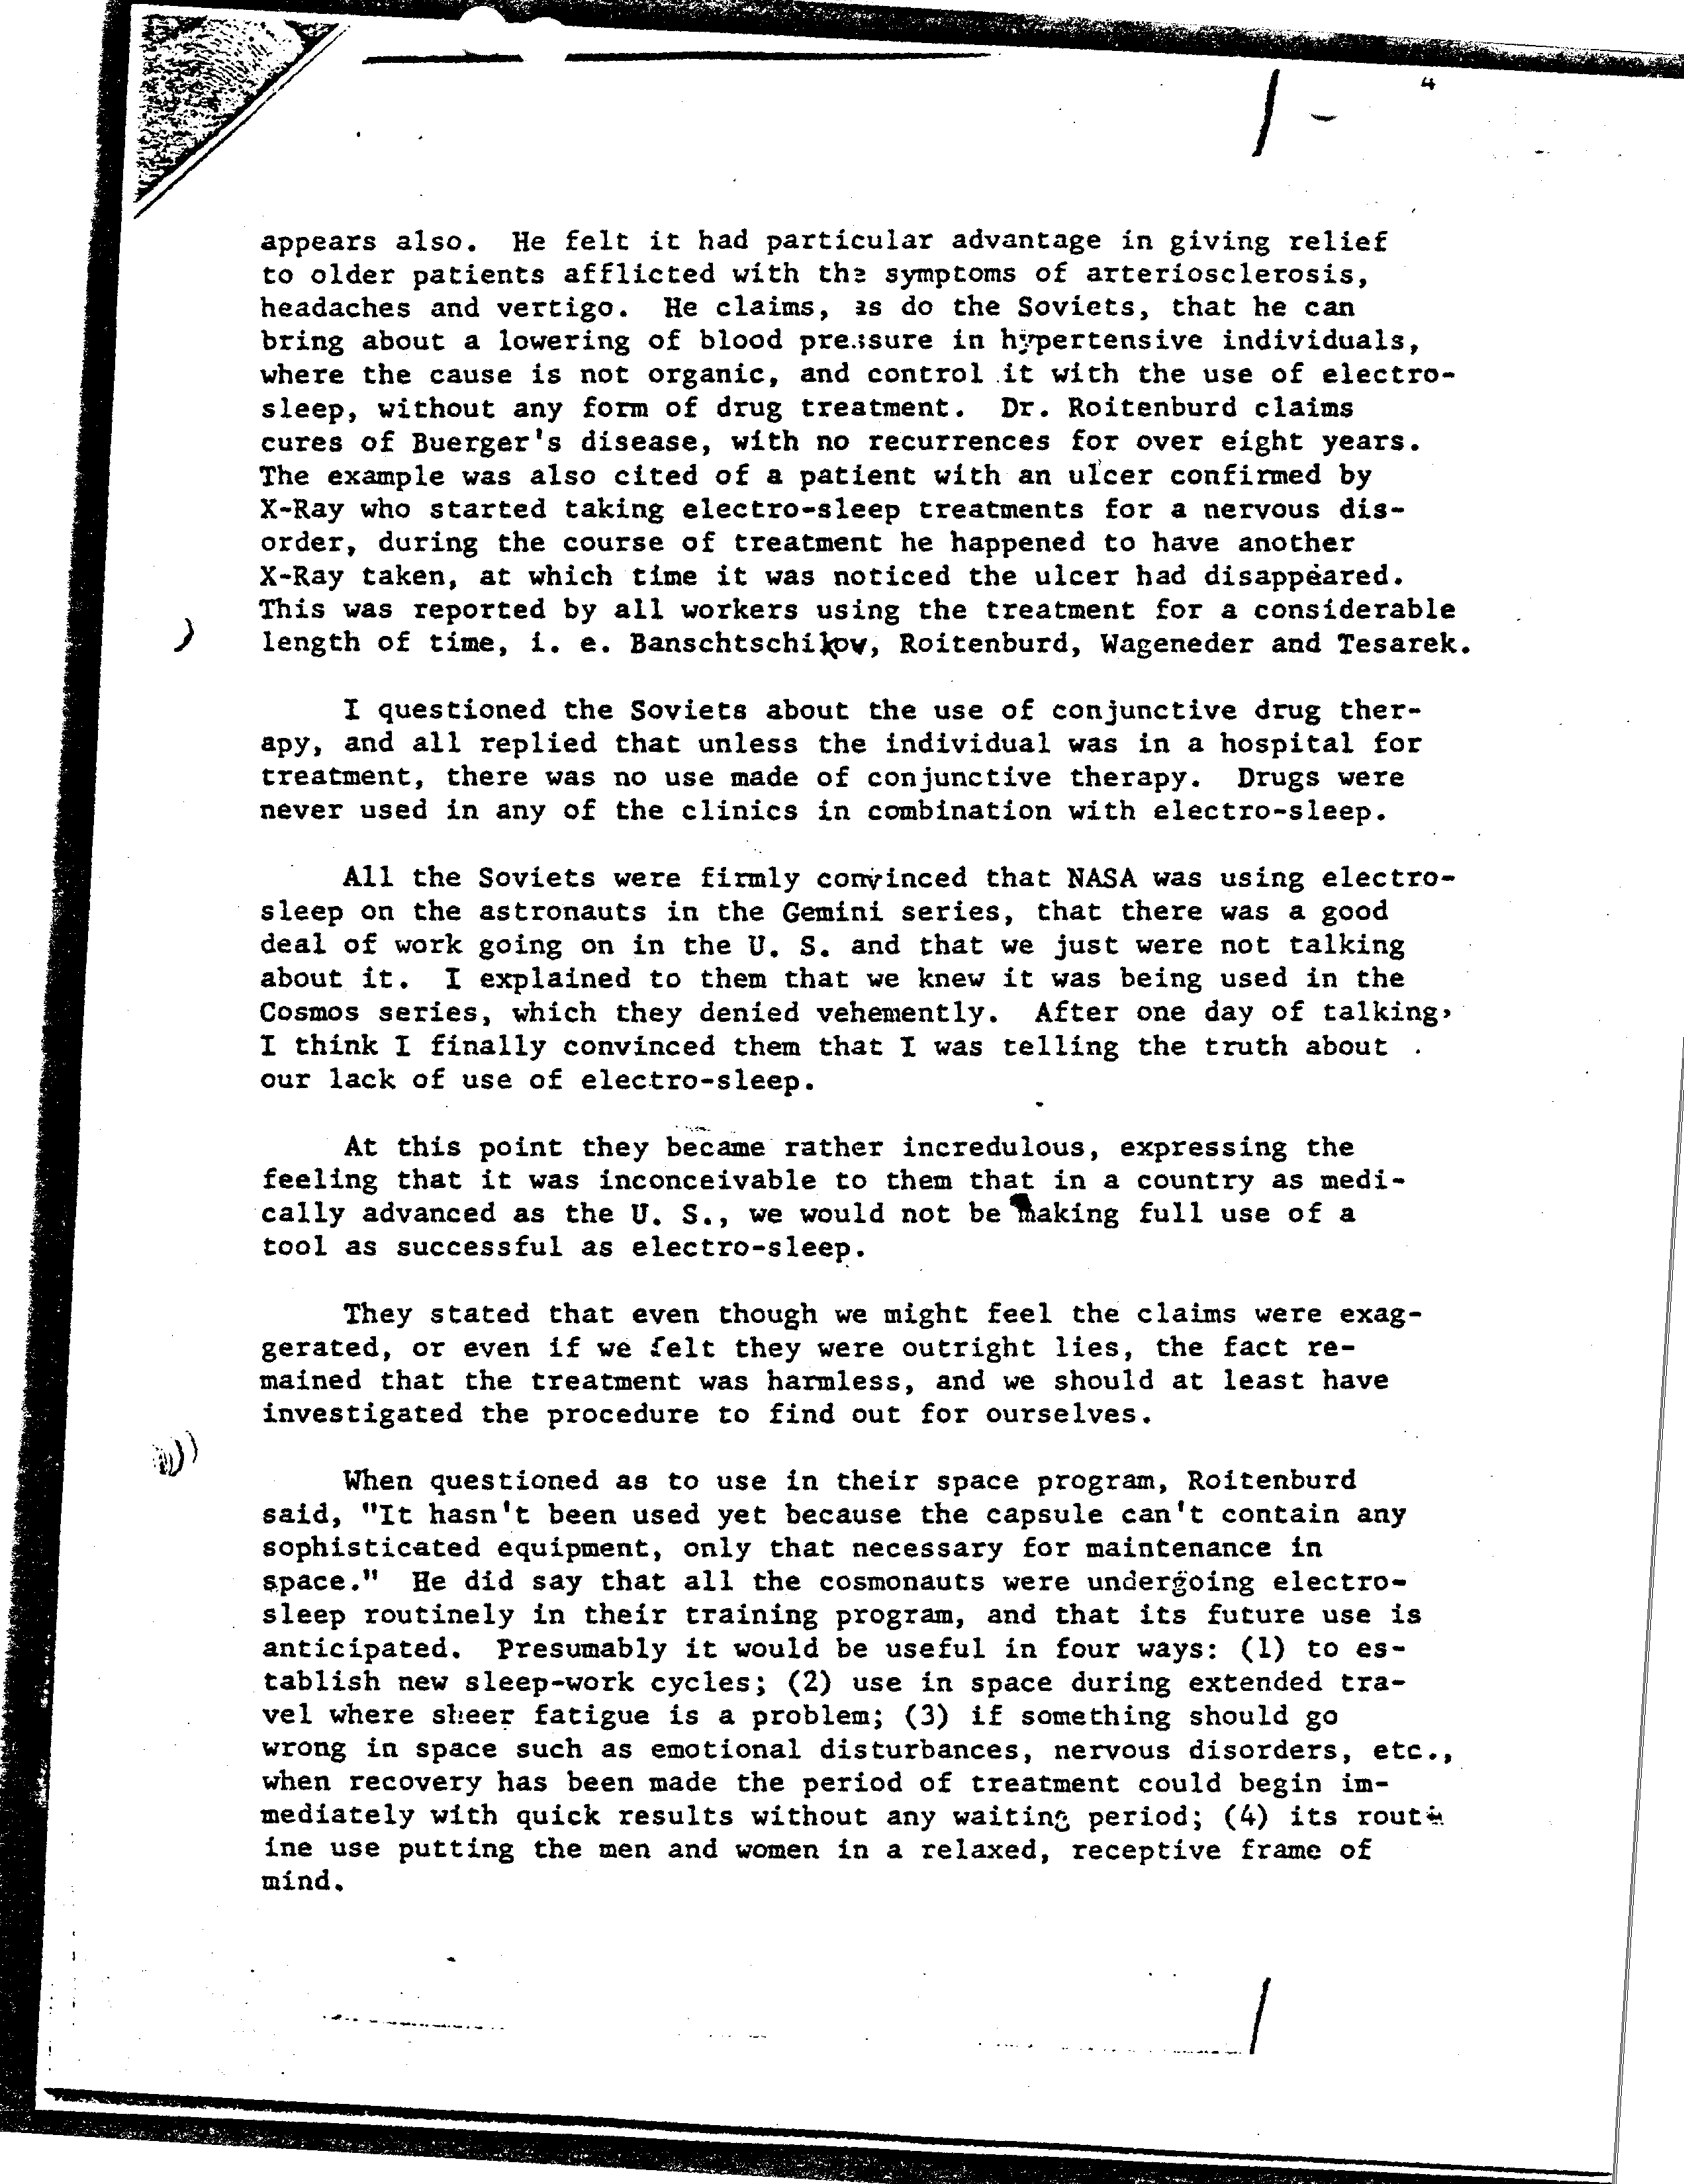 4
appears also. He felt it had particular advantage in giving relief
to older patients afflicted with the symptoms of arteriosclerosis,
headaches and vertigo. He claims, as do the Soviets, that he can
bring about a lowering of blood pressure in hypertensive individuals,
where the cause is not organic, and control it with the use of electro-
sleep, without any form of drug treatment. Dr. Roitenburd claims
cures of Buerger's disease, with no recurrences for over eight years.
The example was also cited of a patient with an ulcer confirmed by
X-Ray who started taking electro-sleep treatments for a nervous dis-
order, during the course of treatment he happened to have another
X-Ray taken, at which time it was noticed the ulcer had disappeared.
This was reported by all workers using the treatment for a considerable
length of time, i. e. Banschtschikov, Roitenburd, Wageneder and Tesarek.
I questioned the Soviets about the use of conjunctive drug ther-
apy, and all replied that unless the individual was in a hospital for
treatment, there was no use made of conjunctive therapy. Drugs were
never used in any of the clinics in combination with electro-sleep.
All the Soviets were firmly convinced that NASA was using electro-
sleep on the astronauts in the Gemini series, that there was a good
deal of work going on in the U. S. and that we just were not talking
about it. I explained to them that we knew it was being used in the
Cosmos series, which they denied vehemently. After one day of talking,
I think I finally convinced them that I was telling the truth about
our lack of use of electro-sleep.
At this point they became rather incredulous, expressing the
feeling that it was inconceivable to them that in a country as medi-
cally advanced as the U. S., we would not be making full use of a
tool as successful as electro-sleep.
They stated that even though we might feel the claims were exag-
gerated, or even if we felt they were outright lies, the fact re-
mained that the treatment was harmless, and we should at least have
investigated the procedure to find out for ourselves.
When questioned as to use in their space program, Roitenburd
said, "It hasn't been used yet because the capsule can't contain any
sophisticated equipment, only that necessary for maintenance in
space." He did say that all the cosmonauts were undergoing electro-
sleep routinely in their training program, and that its future use is
anticipated. Presumably it would be useful in four ways: (1) to es-
tablish new sleep-work cycles; (2) use in space during extended tra-
vel where sheer fatigue is a problem; (3) if something should go
wrong in space such as emotional disturbances, nervous disorders, etc.,
when recovery has been made the period of treatment could begin im-
mediately with quick results without any waiting period; (4) its rout-
ine use putting the men and women in a relaxed, receptive frame of
mind.